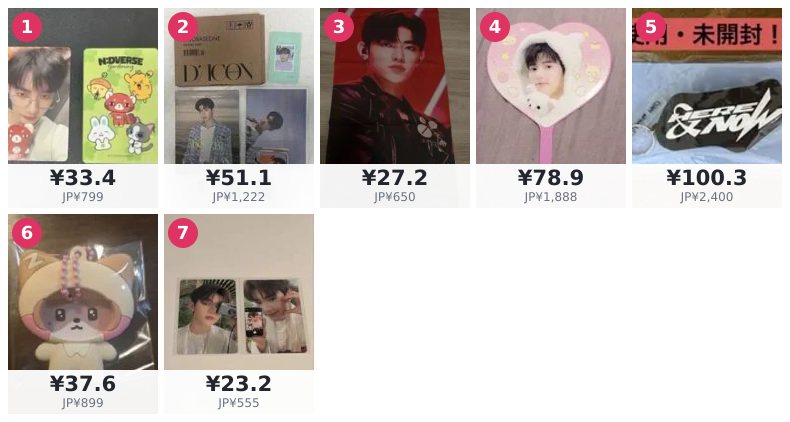 1
N:DVERSE
2
D'ICON
3
4
5
用・未開封！
HERE
&NOW
¥33.4
JP¥799
¥51.1
JP¥1,222
¥27.2
JP¥650
¥78.9
JP¥1,888
¥100.3
JP¥2,400
6
Z
7
¥37.6
JP¥899
¥23.2
JP¥555